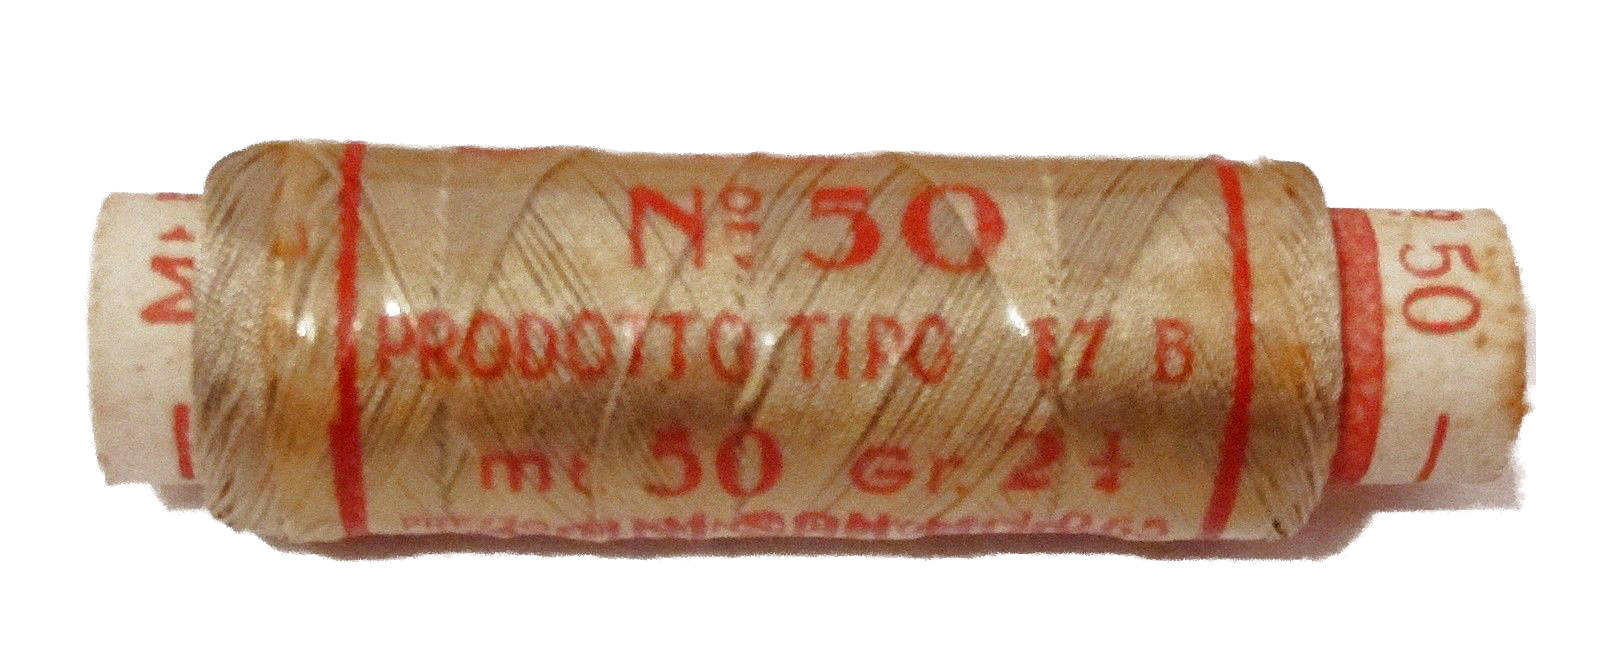 Nº 50
PRODOTTO TIPO 17 B
mt 50 Gr. 2½
50